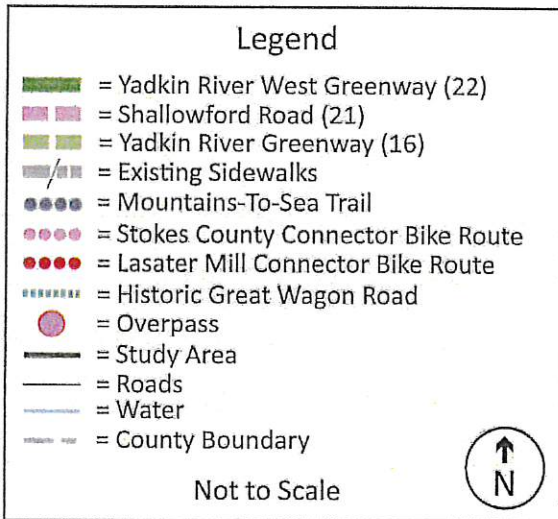 Legend
= Yadkin River West Greenway (22)
= Shallowford Road (21)
= Yadkin River Greenway (16)
= Existing Sidewalks
= Mountains-To-Sea Trail
= Stokes County Connector Bike Route
= Lasater Mill Connector Bike Route
= Historic Great Wagon Road
= Overpass
= Study Area
= Roads
= Water
= County Boundary
Not to Scale
N